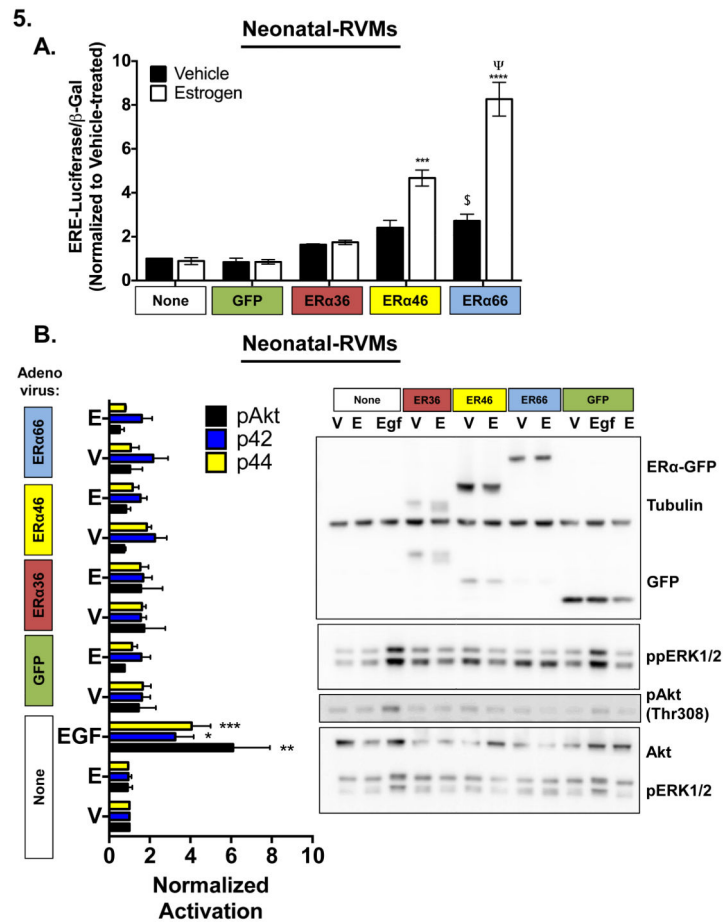 5.
A.
Neonatal-RVMs
ERE-Luciferase/β-Gal
(Normalized to Vehicle-treated)
10
8
6
4
2
0
Vehicle
Estrogen
***
$
Ψ
****
None
GFP
ERα36
ERα46
ERα66
B.
Neonatal-RVMs
Adeno
virus:
ERα66
ERα46
ERα36
GFP
None
E
V
E
V
E
V
E
V
EGF
E
V
pAkt
p42
p44
***
*
**
0 2 4 6 8 10
Normalized
Activation
None ER36 ER46 ER66 GFP
V E Egf V E V E V E V Egf E
ERα-GFP
Tubulin
GFP
ppERK1/2
pAkt
(Thr308)
Akt
pERK1/2